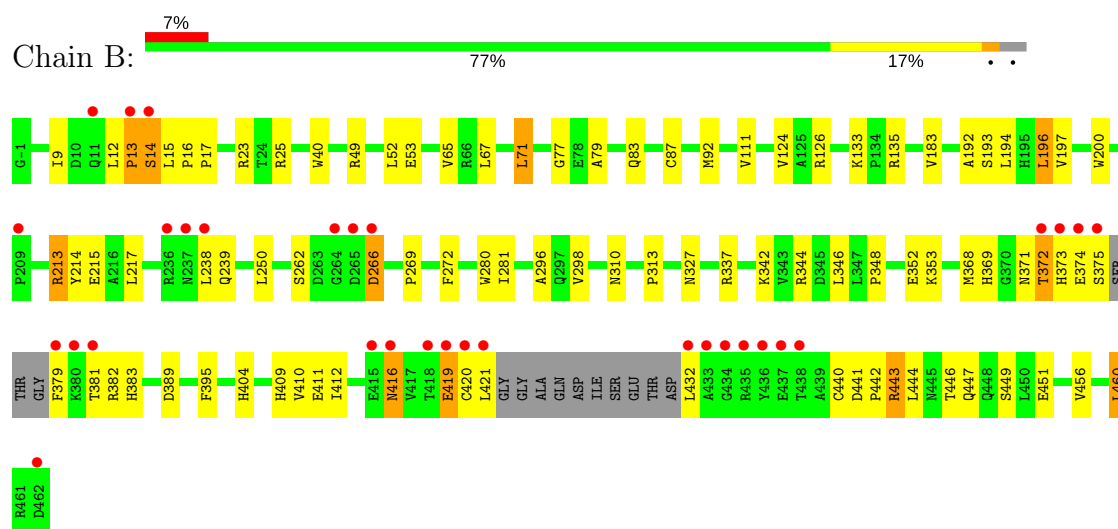 7%
Chain B:
77% 17% • •
G-1 I9 D10 Q11 L12 P13 S14 L15 P16 P17 R23 T24 R25 W40 R49 L52 E53 V65 R66 L67 L71 G77 E78 A79 Q83 C87 M92 V111 V124 A125 R126 K133 P134 R135 V183 A192 S193 L194 H195 L196 V197 W200
P209 R213 Y214 E215 A216 L217 R236 N237 L238 Q239 L250 S262 D263 G264 D265 D266 P269 F272 W280 I281 A296 Q297 V298 N310 P313 N327 R337 K342 V343 R344 D345 L346 L347 P348 E352 K353 M368 H369 G370 N371 T372 H373 E374 S375 SER
THR GLY F379 K380 T381 R382 H383 D389 F395 H404 H409 V410 E411 I412 E415 N416 V417 T418 E419 C420 L421 GLY GLY ALA GLN ASP ILE SER GLU THR ASP L432 A433 G434 R435 Y436 E437 T438 A439 C440 D441 P442 R443 L444 N445 T446 Q447 Q448 S449 L450 E451 V456 L460
R461 D462